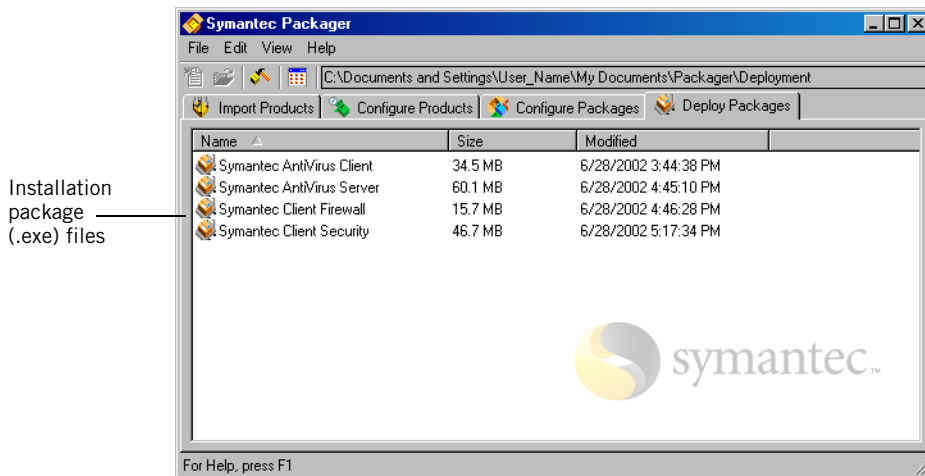 Symantec Packager
File Edit View Help
C:\Documents and Settings\User_Name\My Documents\Packager\Deployment
Import Products Configure Products Configure Packages Deploy Packages
Name Size Modified
Symantec AntiVirus Client 34.5 MB 6/28/2002 3:44:38 PM
Symantec AntiVirus Server 60.1 MB 6/28/2002 4:45:10 PM
Symantec Client Firewall 15.7 MB 6/28/2002 4:46:28 PM
Symantec Client Security 46.7 MB 6/28/2002 5:17:34 PM
Installation
package
(.exe) files
symantec™
For Help, press F1